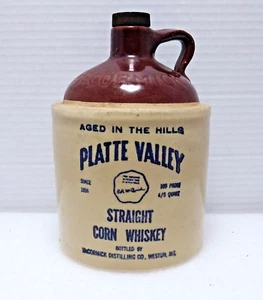 McCORMICK
AGED IN THE HILLS
PLATTE VALLEY
SINCE
1856
100 PROOF
4/5 QUART
STRAIGHT
CORN WHISKEY
BOTTLED BY
McCORMICK DISTILLING CO., WESTON, MO.